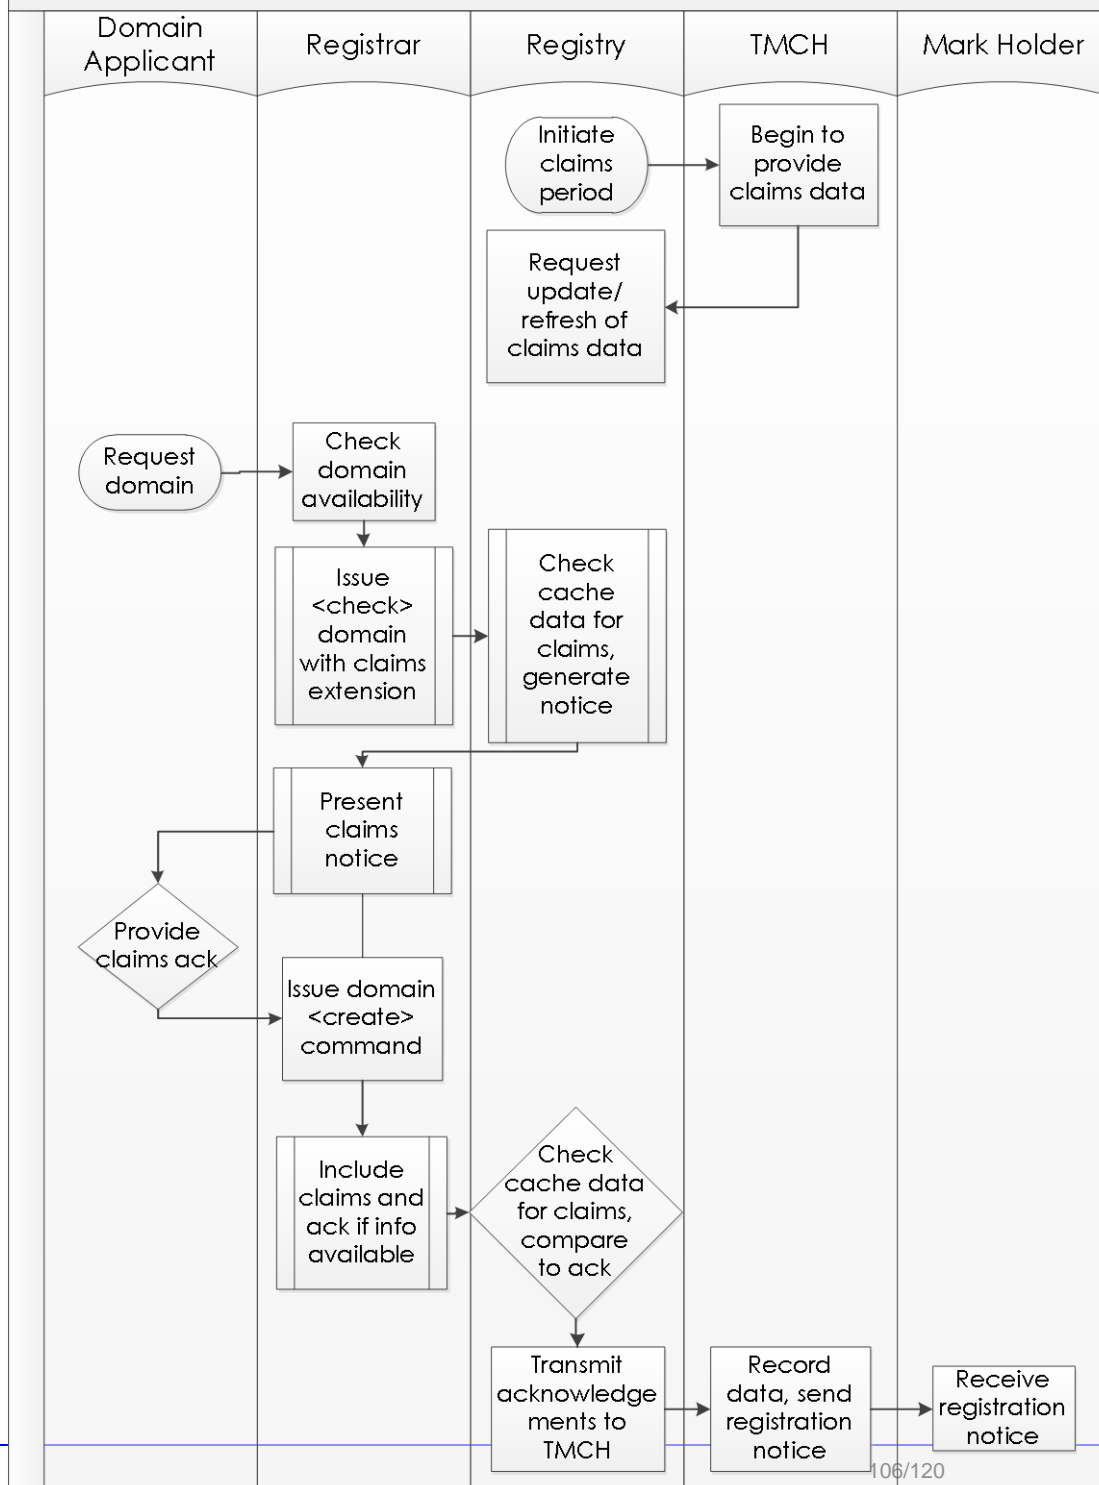 Domain
Applicant
Registrar
Registry
TMCH
Mark Holder
Initiate
claims
period
Begin to
provide
claims data
Request
update/
refresh of
claims data
Request
domain
Check
domain
availability
Issue
<check>
domain
with claims
extension
Check
cache
data for
claims,
generate
notice
Present
claims
notice
Provide
claims ack
Issue domain
<create>
command
Include
claims and
ack if info
available
Check
cache data
for claims,
compare
to ack
Transmit
acknowledge
ments to
TMCH
Record
data, send
registration
notice
Receive
registration
notice
106/120